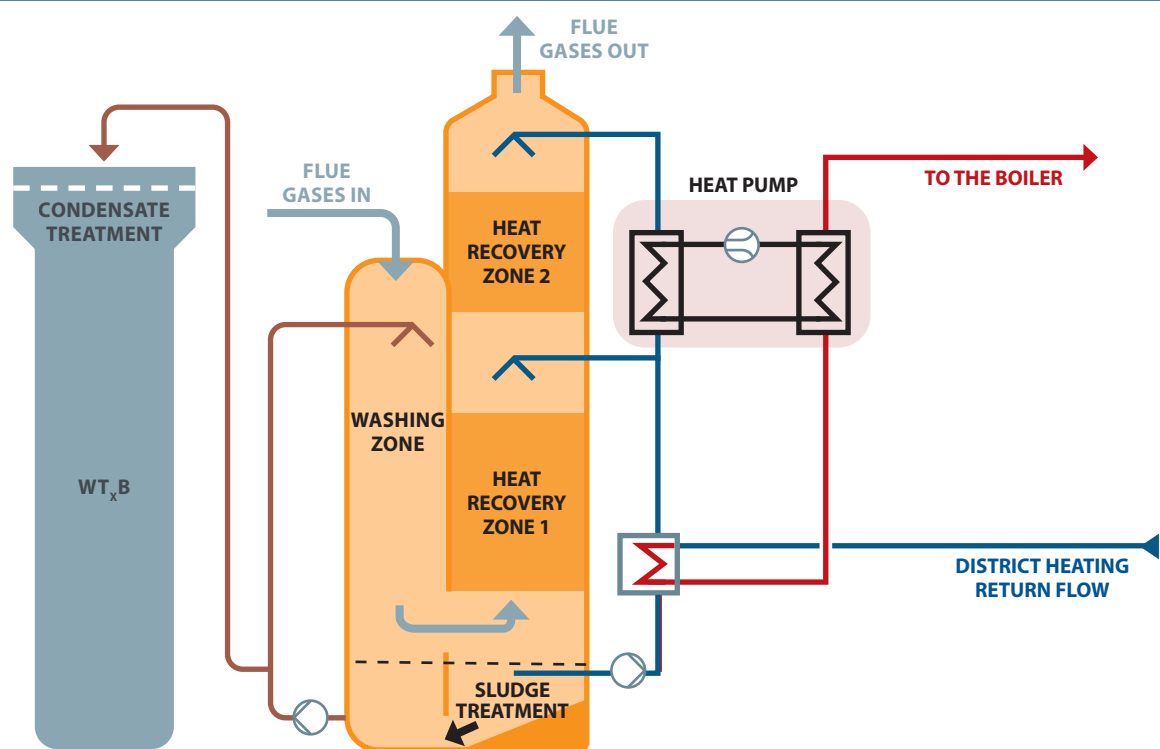 FLUE
GASES OUT
FLUE
GASES IN
HEAT PUMP
TO THE BOILER
CONDENSATE
TREATMENT
HEAT
RECOVERY
ZONE 2
WASHING
ZONE
HEAT
RECOVERY
ZONE 1
WTₓB
DISTRICT HEATING
RETURN FLOW
SLUDGE
TREATMENT